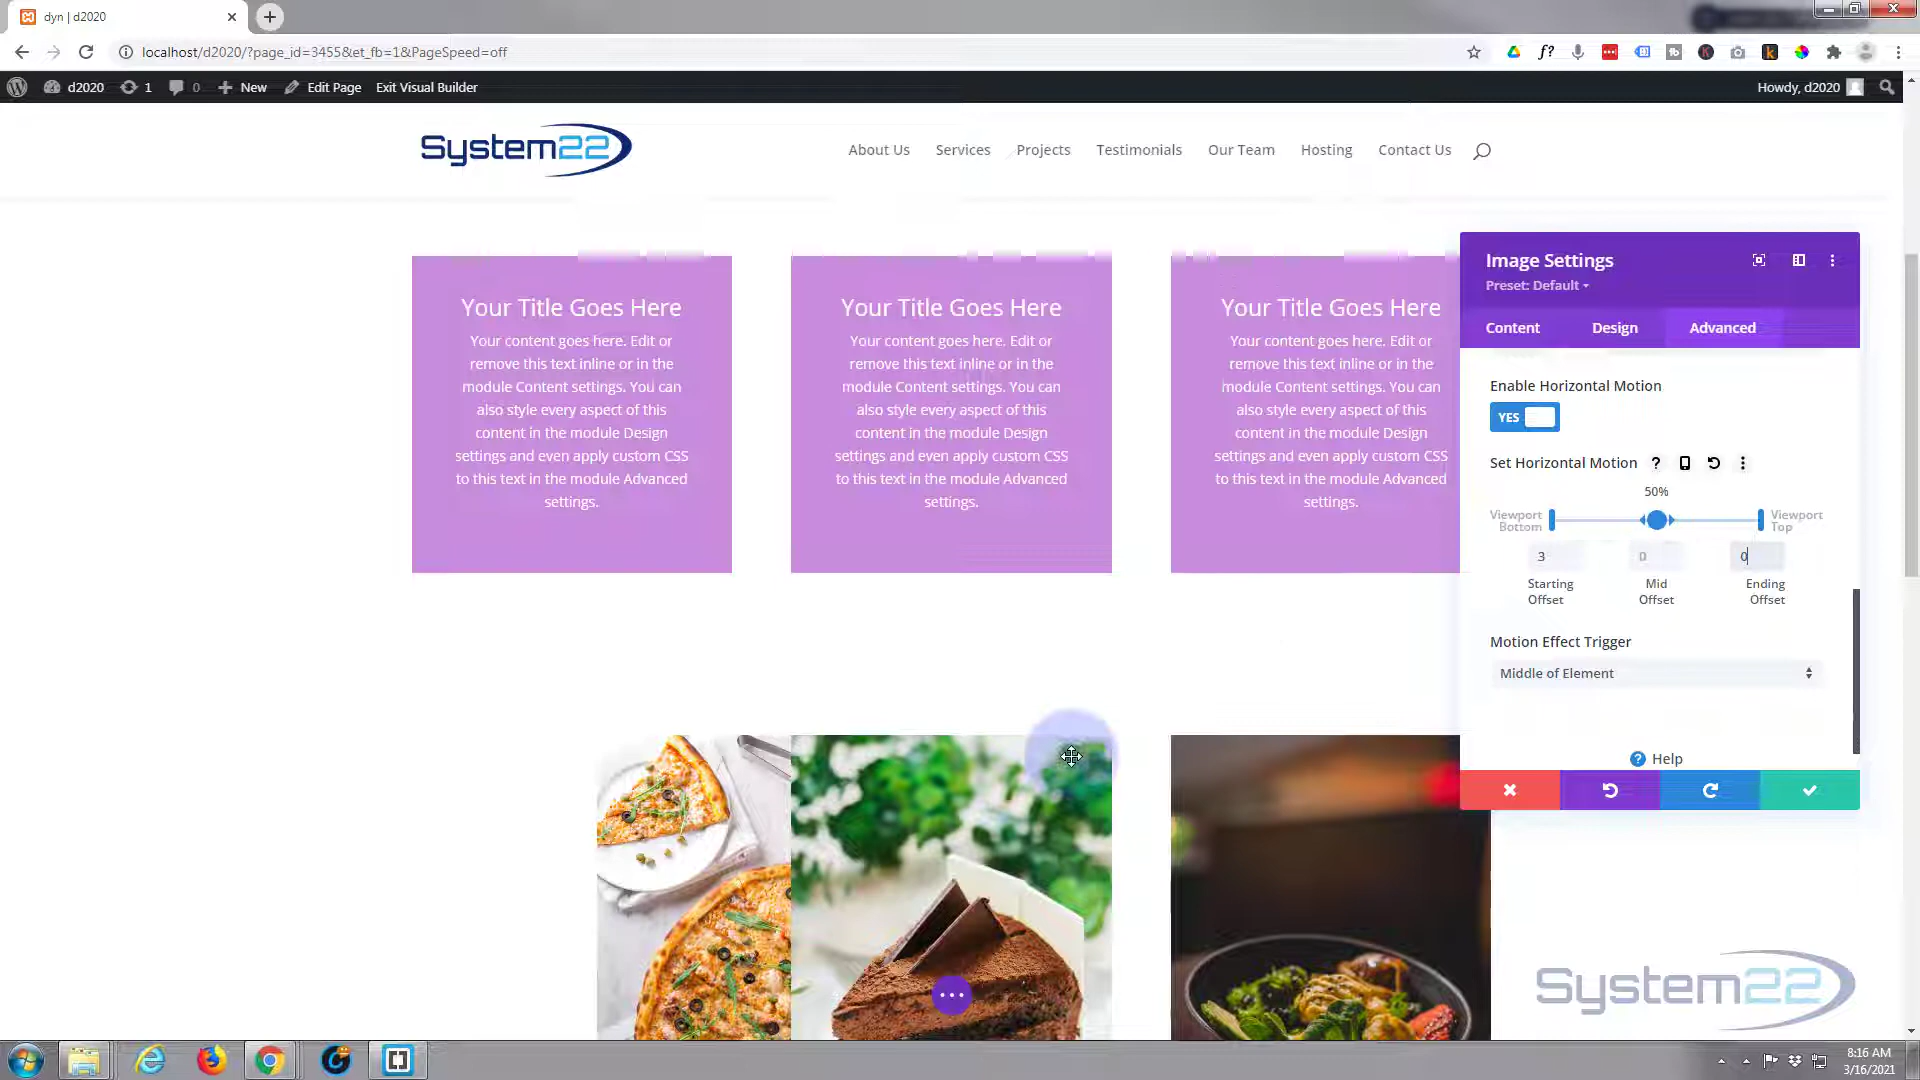 dyn | d2020
localhost/d2020/?page_id=3455&et_fb=1&PageSpeed=off
d2020
1
0
New
Edit Page
Exit Visual Builder
Howdy, d2020
System22
About Us
Services
Projects
Testimonials
Our Team
Hosting
Contact Us
Your Title Goes Here
Your content goes here. Edit or
remove this text inline or in the
module Content settings. You can
also style every aspect of this
content in the module Design
settings and even apply custom CSS
to this text in the module Advanced
settings.
Your Title Goes Here
Your content goes here. Edit or
remove this text inline or in the
module Content settings. You can
also style every aspect of this
content in the module Design
settings and even apply custom CSS
to this text in the module Advanced
settings.
Your Title Goes Here
Your content goes here. Edit or
remove this text inline or in the
module Content settings. You can
also style every aspect of this
content in the module Design
settings and even apply custom CSS
to this text in the module Advanced
settings.
Image Settings
Preset: Default
Content
Design
Advanced
Enable Horizontal Motion
YES
Set Horizontal Motion
50%
Viewport
Bottom
Viewport
Top
3
0
0
Starting
Offset
Mid
Offset
Ending
Offset
Motion Effect Trigger
Middle of Element
Help
System22
8:16 AM
3/16/2021